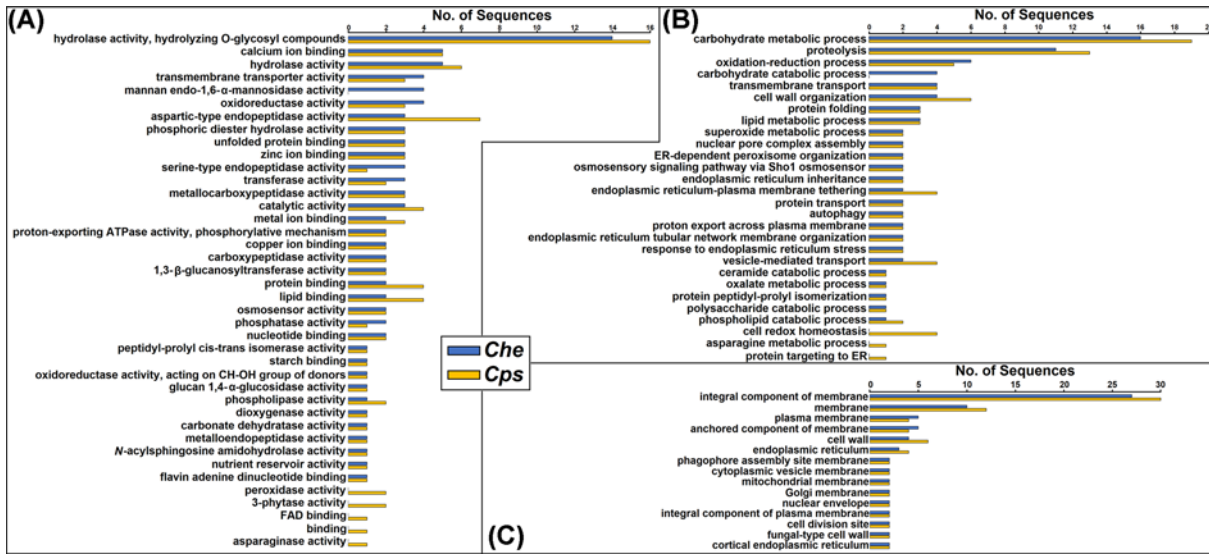 (A)
No. of Sequences
0 2 4 6 8 10 12 14 16
hydrolase activity, hydrolyzing O-glycosyl compounds
calcium ion binding
hydrolase activity
transmembrane transporter activity
mannan endo-1,6-α-mannosidase activity
oxidoreductase activity
aspartic-type endopeptidase activity
phosphoric diester hydrolase activity
unfolded protein binding
zinc ion binding
serine-type endopeptidase activity
transferase activity
metallocarboxypeptidase activity
catalytic activity
metal ion binding
proton-exporting ATPase activity, phosphorylative mechanism
copper ion binding
carboxypeptidase activity
1,3-β-glucanosyltransferase activity
protein binding
lipid binding
osmosensor activity
phosphatase activity
nucleotide binding
peptidyl-prolyl cis-trans isomerase activity
starch binding
oxidoreductase activity, acting on CH-OH group of donors
glucan 1,4-α-glucosidase activity
phospholipase activity
dioxygenase activity
carbonate dehydratase activity
metalloendopeptidase activity
N-acylsphingosine amidohydrolase activity
nutrient reservoir activity
flavin adenine dinucleotide binding
peroxidase activity
3-phytase activity
FAD binding
binding
asparaginase activity
(B)
No. of Sequences
0 2 4 6 8 10 12 14 16 18 20
carbohydrate metabolic process
proteolysis
oxidation-reduction process
carbohydrate catabolic process
transmembrane transport
cell wall organization
protein folding
lipid metabolic process
superoxide metabolic process
nuclear pore complex assembly
ER-dependent peroxisome organization
osmosensory signaling pathway via Sho1 osmosensor
endoplasmic reticulum inheritance
endoplasmic reticulum-plasma membrane tethering
protein transport
autophagy
proton export across plasma membrane
endoplasmic reticulum tubular network membrane organization
response to endoplasmic reticulum stress
vesicle-mediated transport
ceramide catabolic process
oxalate metabolic process
protein peptidyl-prolyl isomerization
polysaccharide catabolic process
phospholipid catabolic process
cell redox homeostasis
asparagine metabolic process
protein targeting to ER
Che
Cps
(C)
No. of Sequences
0 5 10 15 20 25 30
integral component of membrane
membrane
plasma membrane
anchored component of membrane
cell wall
endoplasmic reticulum
phagophore assembly site membrane
cytoplasmic vesicle membrane
mitochondrial membrane
Golgi membrane
nuclear envelope
integral component of plasma membrane
cell division site
fungal-type cell wall
cortical endoplasmic reticulum